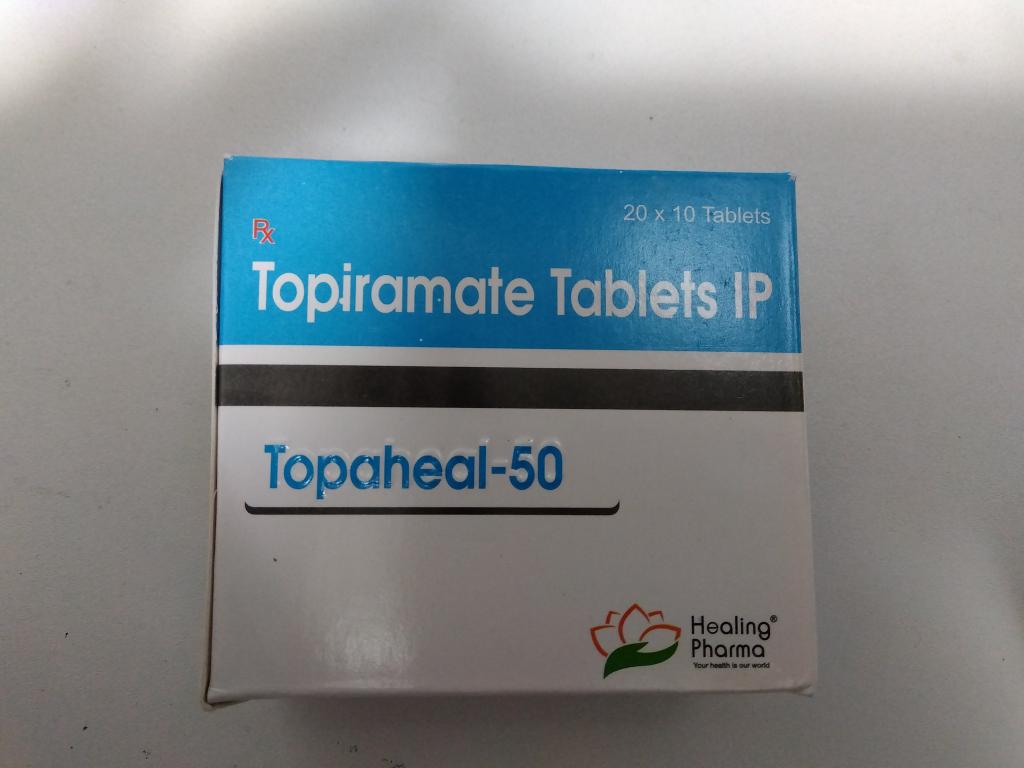 20 x 10 Tablets
Rx
Topiramate Tablets IP
Topaheal-50
Healing®
Pharma
Your health is our world